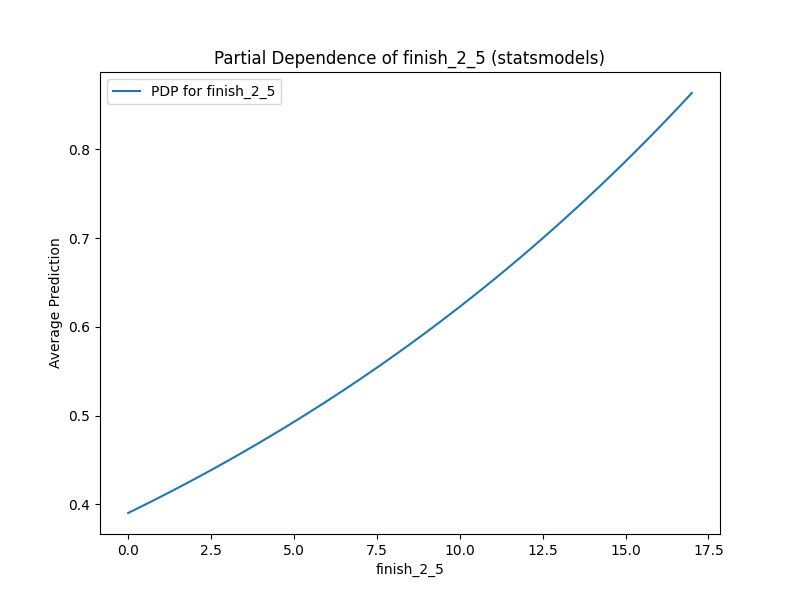 Partial Dependence of finish_2_5 (statsmodels)
PDP for finish_2_5
Average Prediction
0.8
0.7
0.6
0.5
0.4
0.0 2.5 5.0 7.5 10.0 12.5 15.0 17.5
finish_2_5